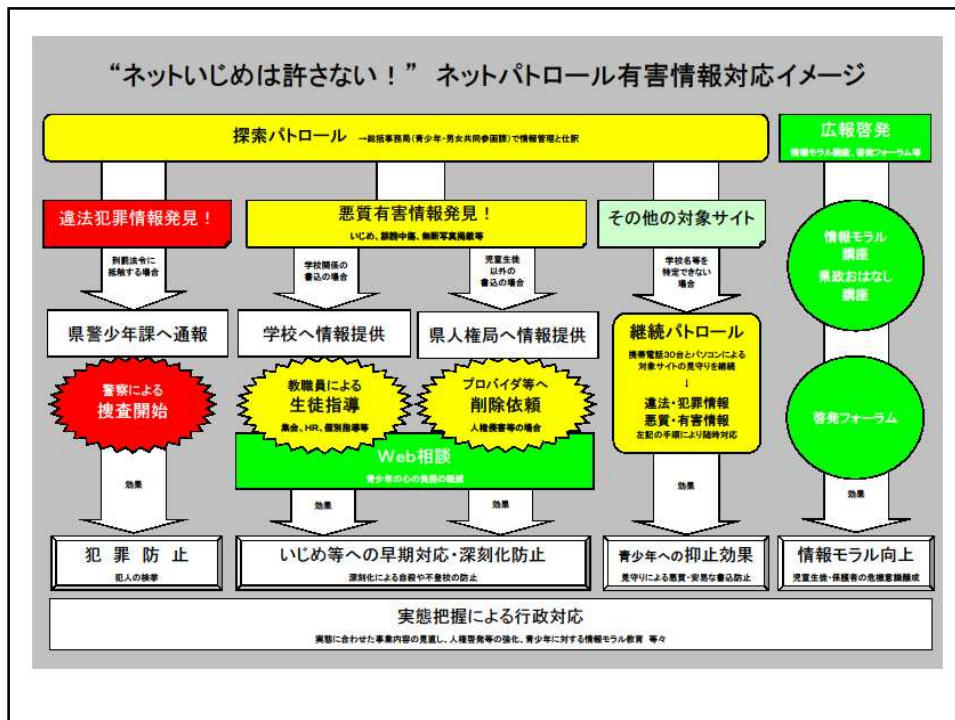 “ネットいじめは許さない！” ネットパトロール有害情報対応イメージ
探索パトロール →総括事務局(青少年・男女共同参画課)で情報管理と仕訳
広報啓発
情報モラル講座、啓発フォーラム等
違法犯罪情報発見！
悪質有害情報発見！
いじめ、誹謗中傷、無断写真掲載等
その他の対象サイト
刑罰法令に
抵触する場合
学校関係の
書込の場合
児童生徒
以外の
書込の場合
学校名等を
特定できない
場合
情報モラル
講座
県政おはなし
講座
県警少年課へ通報
学校へ情報提供
県人権局へ情報提供
継続パトロール
携帯電話30台とパソコンによる
対象サイトの見守りを継続
↓
違法・犯罪情報
悪質・有害情報
左記の手順により随時対応
警察による
捜査開始
教職員による
生徒指導
集会、HR、個別指導等
プロバイダ等へ
削除依頼
人権侵害等の場合
啓発フォーラム
Web相談
青少年の心の負担の軽減
効果
効果
効果
効果
効果
犯罪防止
犯人の検挙
いじめ等への早期対応・深刻化防止
深刻化による自殺や不登校の防止
青少年への抑止効果
見守りによる悪質・安易な書込防止
情報モラル向上
児童生徒・保護者の危機意識醸成
実態把握による行政対応
実態に合わせた事業内容の見直し、人権啓発等の強化、青少年に対する情報モラル教育 等々